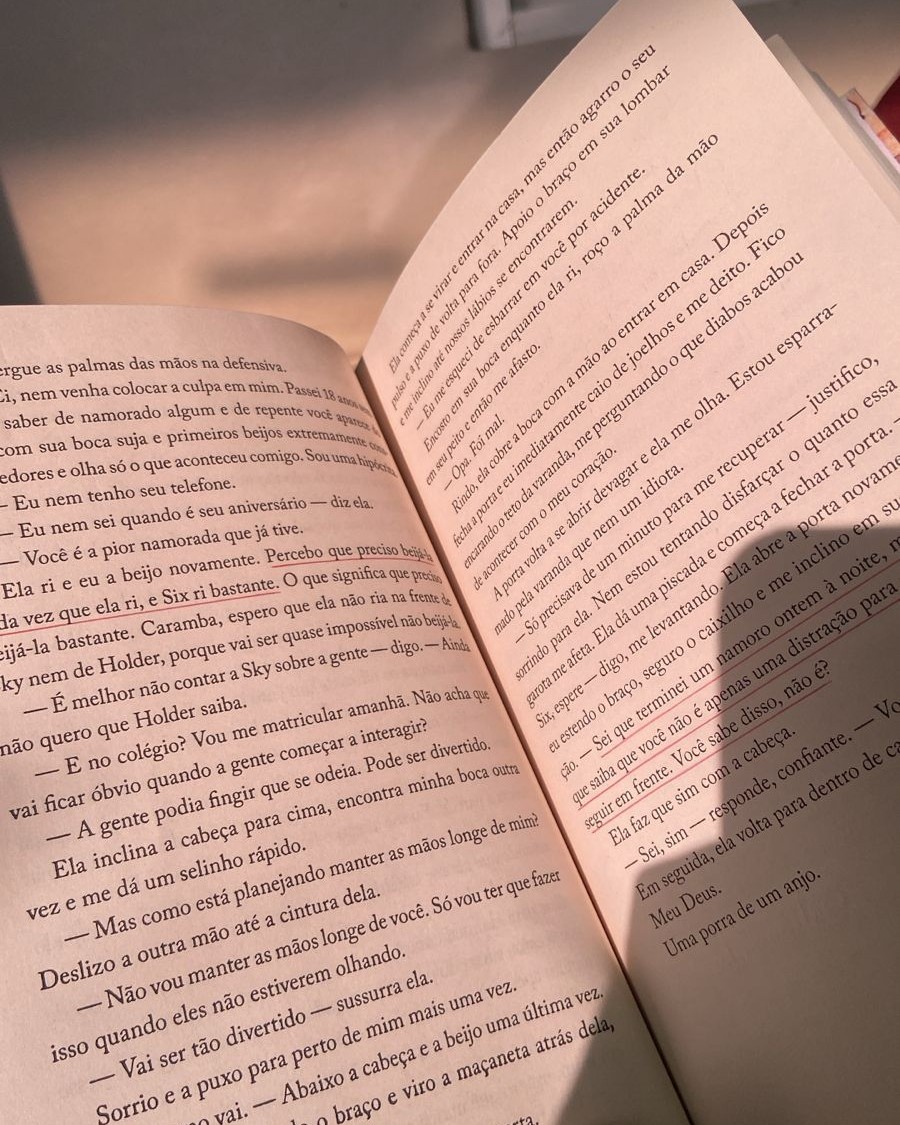 ergue as palmas das mãos na defensiva.
Ei, nem venha colocar a culpa em mim. Passei 18 anos sem
saber de namorado algum e de repente você aparece
com sua boca suja e primeiros beijos extremamente
edores e olha só o que aconteceu comigo. Sou uma hipócrita.
— Eu nem tenho seu telefone.
— Eu nem sei quando é seu aniversário — diz ela.
— Você é a pior namorada que já tive.
Ela ri e eu a beijo novamente. Percebo que preciso beijá-la
da vez que ela ri, e Six ri bastante. O que significa que preciso
eijá-la bastante. Caramba, espero que ela não ria na frente de
ky nem de Holder, porque vai ser quase impossível não beijá-la.
— É melhor não contar a Sky sobre a gente — digo. — Ainda
não quero que Holder saiba.
— E no colégio? Vou me matricular amanhã. Não acha que
vai ficar óbvio quando a gente começar a interagir?
— A gente podia fingir que se odeia. Pode ser divertido.
Ela inclina a cabeça para cima, encontra minha boca outra
vez e me dá um selinho rápido.
— Mas como está planejando manter as mãos longe de mim?
Deslizo a outra mão até a cintura dela.
— Não vou manter as mãos longe de você. Só vou ter que fazer
isso quando eles não estiverem olhando.
— Vai ser tão divertido — sussurra ela.
Sorrio e a puxo para perto de mim mais uma vez.
vai. — Abaixo a cabeça e a beijo uma última vez.
o braço e viro a maçaneta atrás dela,
Ela começa a se virar e entrar na casa, mas então agarro o seu
pulso e a puxo de volta para fora. Apoio o braço em sua lombar
e me inclino até nossos lábios se encontrarem.
— Eu me esqueci de esbarrar em você por acidente.
Encosto em sua boca enquanto ela ri, roço a palma da mão
em seu peito e então me afasto.
— Opa. Foi mal.
Rindo, ela cobre a boca com a mão ao entrar em casa. Depois
fecha a porta e eu imediatamente caio de joelhos e me deito. Fico
encarando o teto da varanda, me perguntando o que diabos acabou
de acontecer com o meu coração.
A porta volta a se abrir devagar e ela me olha. Estou esparra-
mado pela varanda que nem um idiota.
— Só precisava de um minuto para me recuperar — justifico,
sorrindo para ela. Nem estou tentando disfarçar o quanto essa
garota me afeta. Ela dá uma piscada e começa a fechar a porta. —
Six, espere — digo, me levantando. Ela abre a porta novame
eu estendo o braço, seguro o caixilho e me inclino em su
ção. — Sei que terminei um namoro ontem à noite, m
que saiba que você não é apenas uma distração para
seguir em frente. Você sabe disso, não é?
Ela faz que sim com a cabeça.
— Sei, sim — responde, confiante. — Vo
Em seguida, ela volta para dentro de ca
Meu Deus.
Uma porra de um anjo.